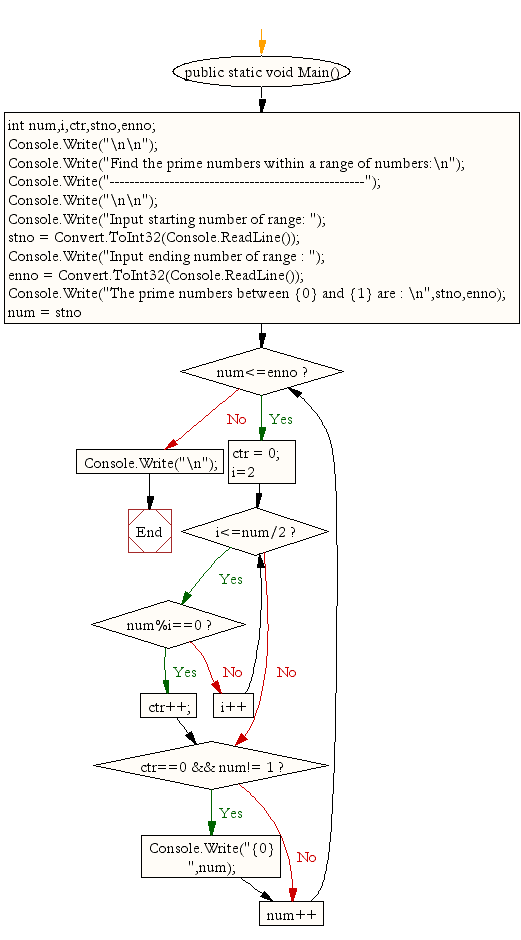 public static void Main()
int num,i,ctr,stno,enno;
Console.Write("\n\n");
Console.Write("Find the prime numbers within a range of numbers:\n");
Console.Write("---------------------------------------------------");
Console.Write("\n\n");
Console.Write("Input starting number of range: ");
stno = Convert.ToInt32(Console.ReadLine());
Console.Write("Input ending number of range : ");
enno = Convert.ToInt32(Console.ReadLine());
Console.Write("The prime numbers between {0} and {1} are : \n",stno,enno);
num = stno
num<=enno ?
No
Yes
Console.Write("\n");
ctr = 0;
i=2
End
i<=num/2 ?
Yes
num%i==0 ?
Yes
No
No
ctr++;
i++
ctr==0 && num!= 1 ?
Yes
Console.Write("{0}
",num);
No
num++